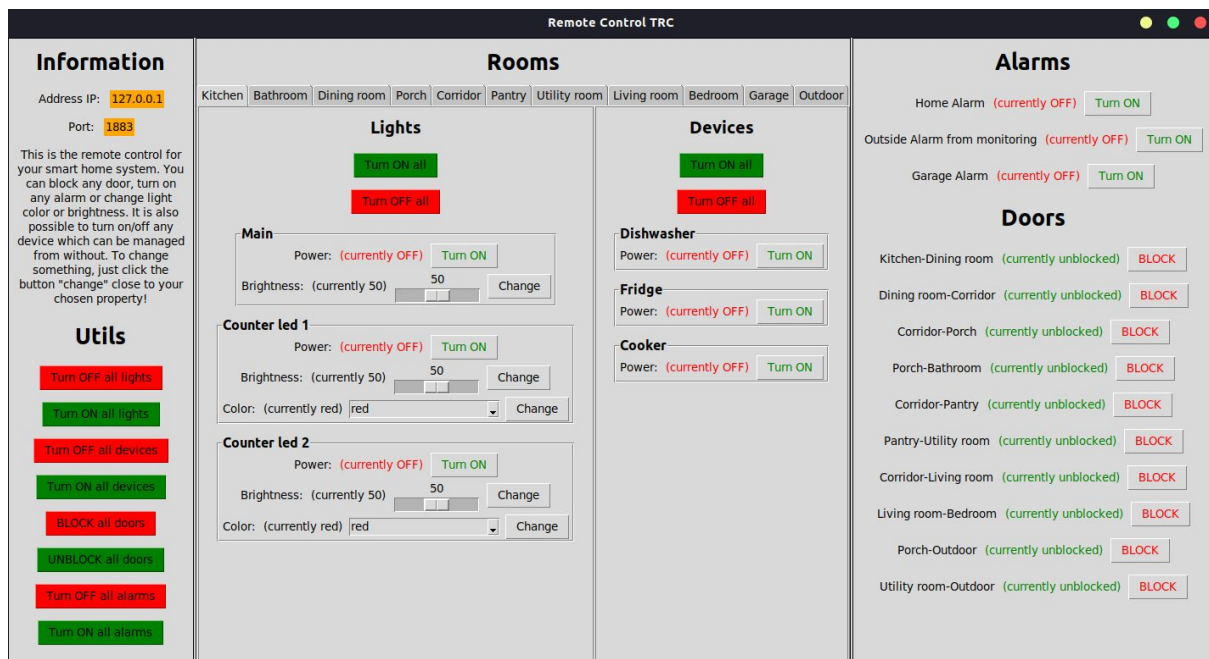 Remote Control TRC
Information
Address IP: 127.0.0.1
Port: 1883
This is the remote control for
your smart home system. You
can block any door, turn on
any alarm or change light
color or brightness. It is also
possible to turn on/off any
device which can be managed
from without. To change
something, just click the
button "change" close to your
chosen property!
Utils
Turn OFF all lights
Turn ON all lights
Turn OFF all devices
Turn ON all devices
BLOCK all doors
UNBLOCK all doors
Turn OFF all alarms
Turn ON all alarms
Rooms
Kitchen Bathroom Dining room Porch Corridor Pantry Utility room Living room Bedroom Garage Outdoor
Lights
Turn ON all
Turn OFF all
Main
Power: (currently OFF) Turn ON
50
Brightness: (currently 50) Change
Counter led 1
Power: (currently OFF) Turn ON
50
Brightness: (currently 50) Change
Color: (currently red) red Change
Counter led 2
Power: (currently OFF) Turn ON
50
Brightness: (currently 50) Change
Color: (currently red) red Change
Devices
Turn ON all
Turn OFF all
Dishwasher
Power: (currently OFF) Turn ON
Fridge
Power: (currently OFF) Turn ON
Cooker
Power: (currently OFF) Turn ON
Alarms
Home Alarm (currently OFF) Turn ON
Outside Alarm from monitoring (currently OFF) Turn ON
Garage Alarm (currently OFF) Turn ON
Doors
Kitchen-Dining room (currently unblocked) BLOCK
Dining room-Corridor (currently unblocked) BLOCK
Corridor-Porch (currently unblocked) BLOCK
Porch-Bathroom (currently unblocked) BLOCK
Corridor-Pantry (currently unblocked) BLOCK
Pantry-Utility room (currently unblocked) BLOCK
Corridor-Living room (currently unblocked) BLOCK
Living room-Bedroom (currently unblocked) BLOCK
Porch-Outdoor (currently unblocked) BLOCK
Utility room-Outdoor (currently unblocked) BLOCK